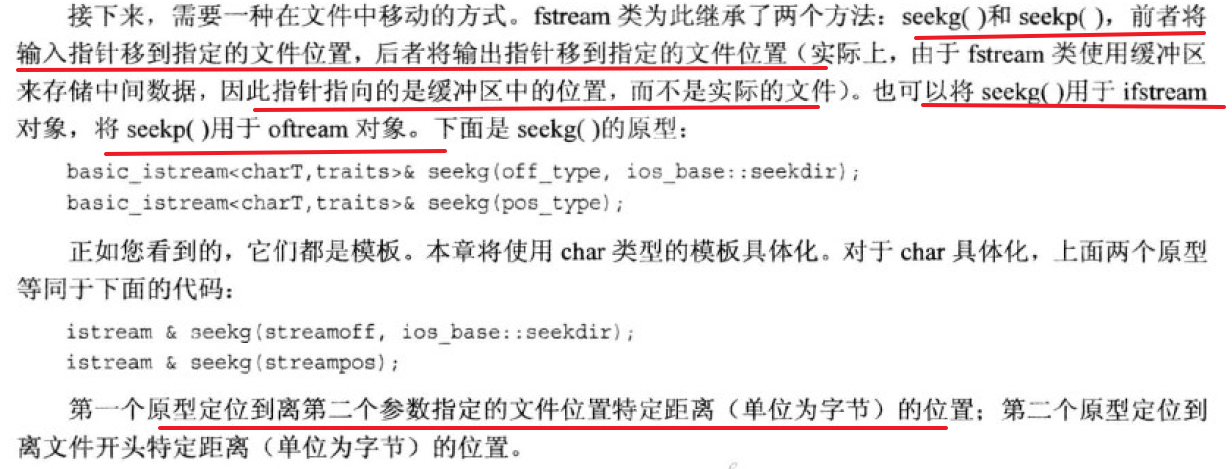 接下来，需要一种在文件中移动的方式。fstream 类为此继承了两个方法：seekg( )和 seekp( )，前者将
输入指针移到指定的文件位置，后者将输出指针移到指定的文件位置（实际上，由于 fstream 类使用缓冲区
来存储中间数据，因此指针指向的是缓冲区中的位置，而不是实际的文件）。也可以将 seekg( )用于 ifstream
对象，将 seekp( )用于 oftream 对象。下面是 seekg( )的原型：
basic_istream<charT,traits>& seekg(off_type, ios_base::seekdir);
basic_istream<charT,traits>& seekg(pos_type);
正如您看到的，它们都是模板。本章将使用 char 类型的模板具体化。对于 char 具体化，上面两个原型
等同于下面的代码：
istream & seekg(streamoff, ios_base::seekdir);
istream & seekg(streampos);
第一个原型定位到离第二个参数指定的文件位置特定距离（单位为字节）的位置；第二个原型定位到
离文件开头特定距离（单位为字节）的位置。